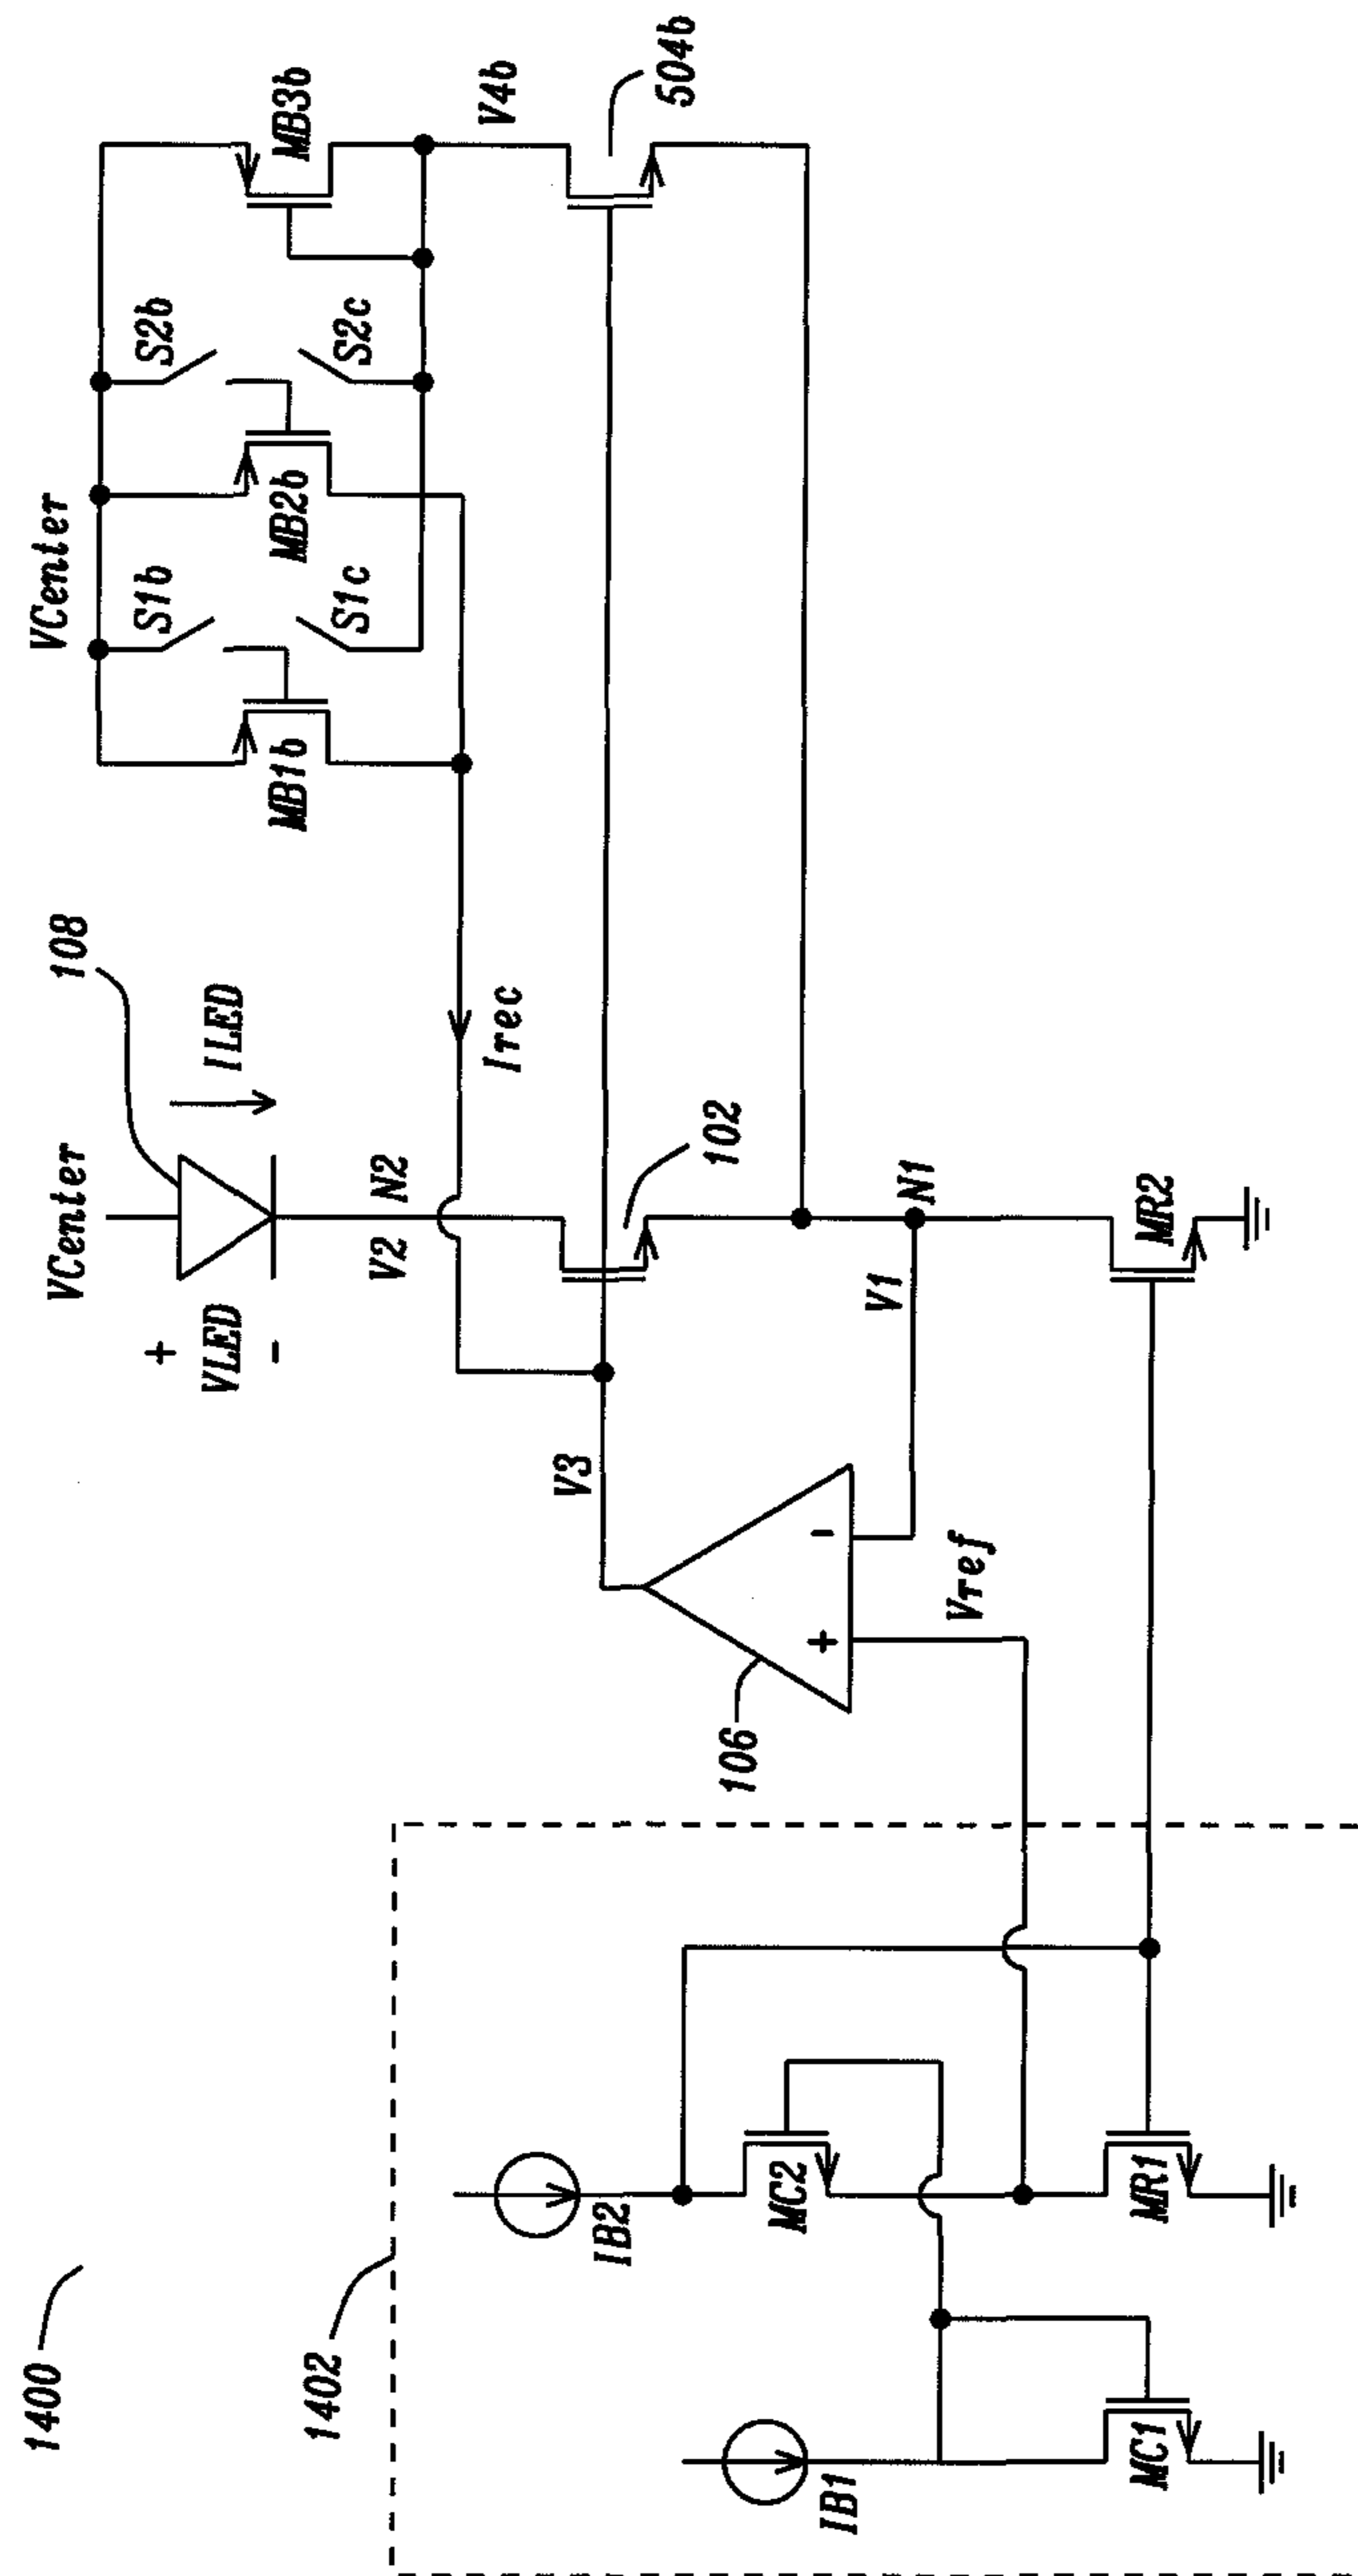 1400
1402
IB1
MC1
IB2
MC2
MR1
106
+
-
Vref
V3
V1
N1
MR2
VCenter
+
VLED
-
108
ILED
V2
N2
102
Irec
VCenter
MB1b
S1b
S1c
MB2b
S2b
S2c
MB3b
V4b
504b